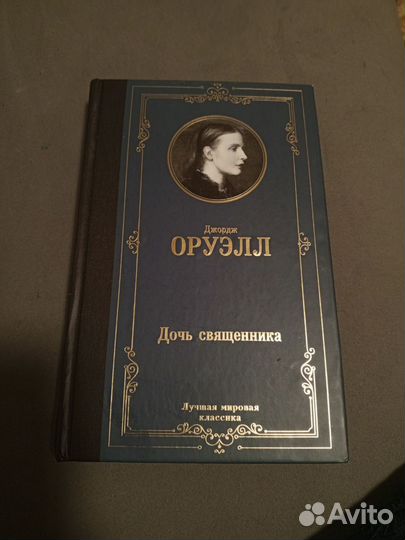 Джордж
ОРУЭЛЛ
Дочь священника
Лучшая мировая
классика
Avito